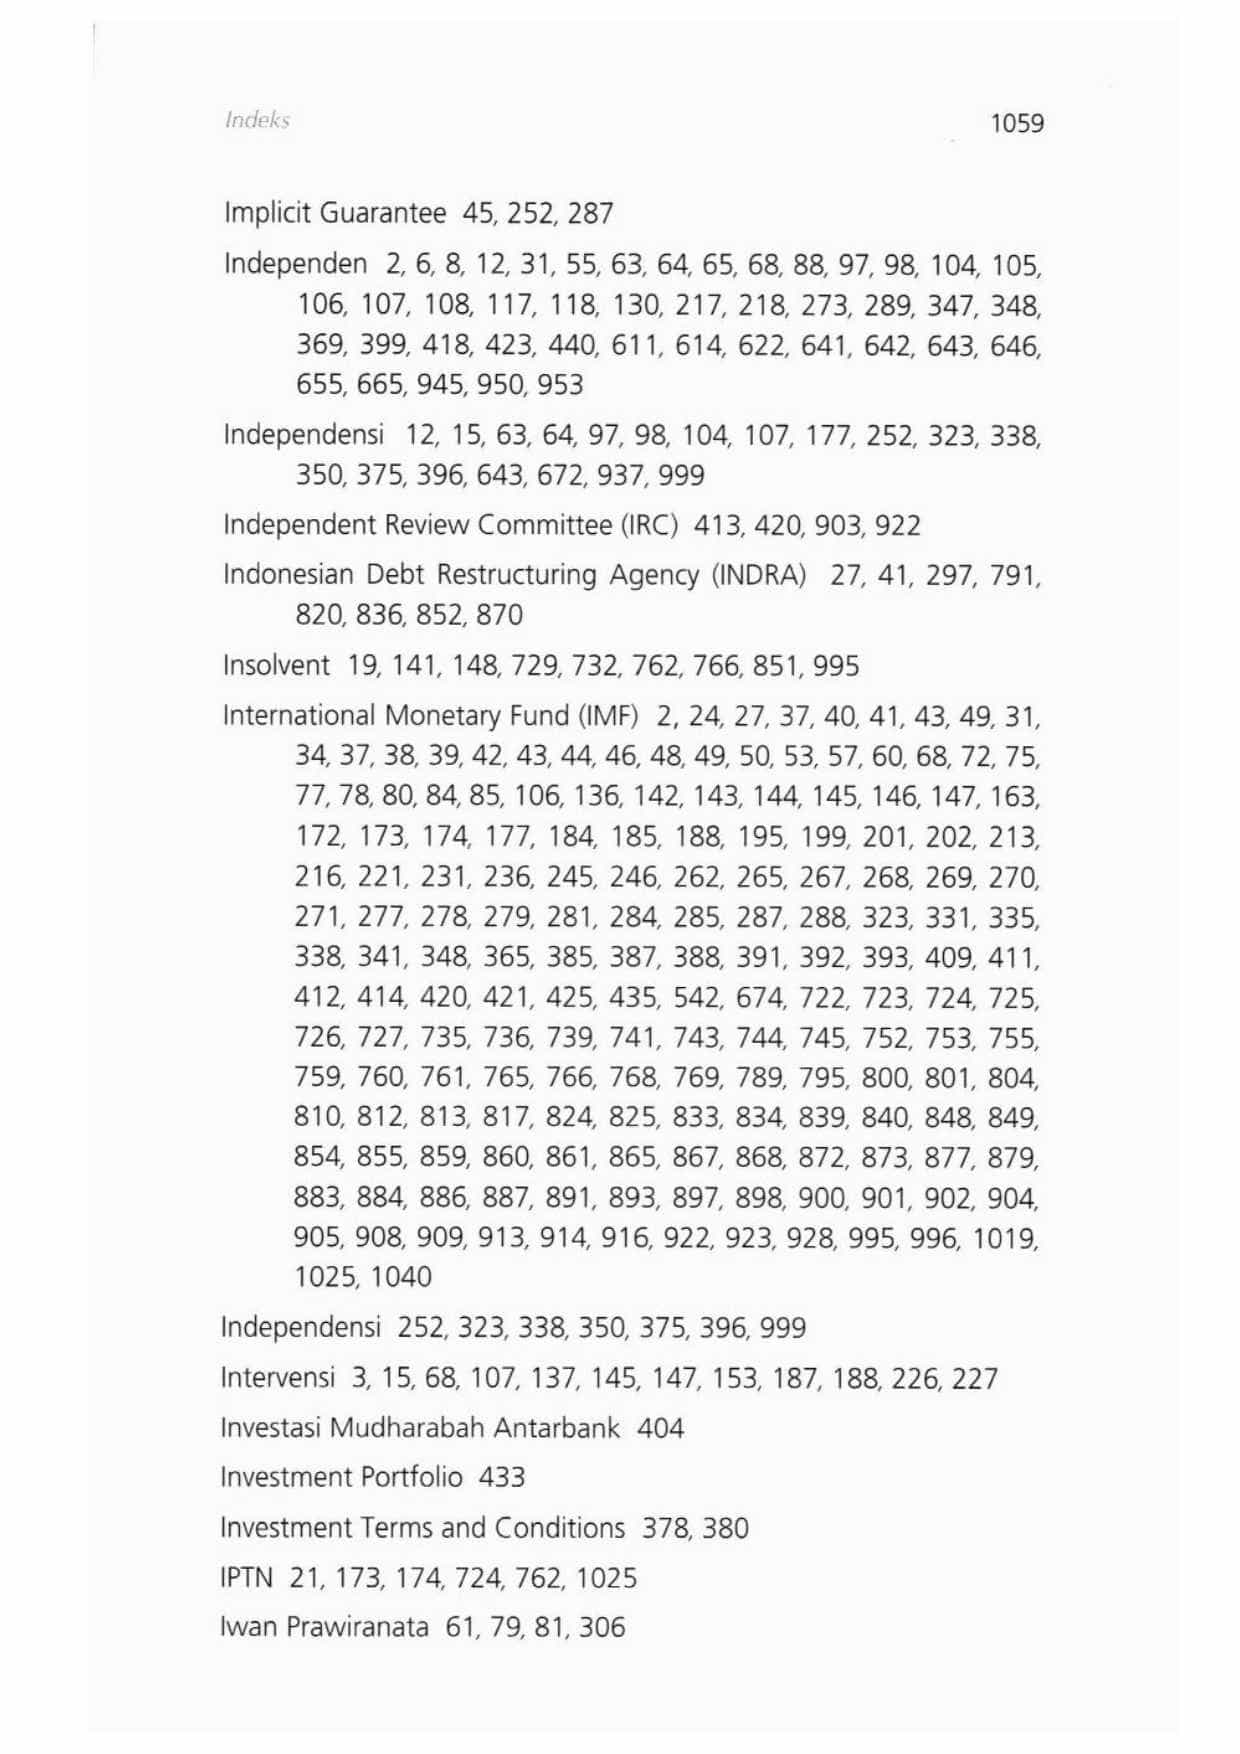 Indeks 1059
Implicit Guarantee 45, 252, 287
Independen 2, 6, 8, 12, 31, 55, 63, 64, 65, 68, 88, 97, 98, 104, 105,
106, 107, 108, 117, 118, 130, 217, 218, 273, 289, 347, 348,
369, 399, 418, 423, 440, 611, 614, 622, 641, 642, 643, 646,
655, 665, 945, 950, 953
Independensi 12, 15, 63, 64, 97, 98, 104, 107, 177, 252, 323, 338,
350, 375, 396, 643, 672, 937, 999
Independent Review Committee (IRC) 413, 420, 903, 922
Indonesian Debt Restructuring Agency (INDRA) 27, 41, 297, 791,
820, 836, 852, 870
Insolvent 19, 141, 148, 729, 732, 762, 766, 851, 995
International Monetary Fund (IMF) 2, 24, 27, 37, 40, 41, 43, 49, 31,
34, 37, 38, 39, 42, 43, 44, 46, 48, 49, 50, 53, 57, 60, 68, 72, 75,
77, 78, 80, 84, 85, 106, 136, 142, 143, 144, 145, 146, 147, 163,
172, 173, 174, 177, 184, 185, 188, 195, 199, 201, 202, 213,
216, 221, 231, 236, 245, 246, 262, 265, 267, 268, 269, 270,
271, 277, 278, 279, 281, 284, 285, 287, 288, 323, 331, 335,
338, 341, 348, 365, 385, 387, 388, 391, 392, 393, 409, 411,
412, 414, 420, 421, 425, 435, 542, 674, 722, 723, 724, 725,
726, 727, 735, 736, 739, 741, 743, 744, 745, 752, 753, 755,
759, 760, 761, 765, 766, 768, 769, 789, 795, 800, 801, 804,
810, 812, 813, 817, 824, 825, 833, 834, 839, 840, 848, 849,
854, 855, 859, 860, 861, 865, 867, 868, 872, 873, 877, 879,
883, 884, 886, 887, 891, 893, 897, 898, 900, 901, 902, 904,
905, 908, 909, 913, 914, 916, 922, 923, 928, 995, 996, 1019,
1025, 1040
Independensi 252, 323, 338, 350, 375, 396, 999
Intervensi 3, 15, 68, 107, 137, 145, 147, 153, 187, 188, 226, 227
Investasi Mudharabah Antarbank 404
Investment Portfolio 433
Investment Terms and Conditions 378, 380
IPTN 21, 173, 174, 724, 762, 1025
Iwan Prawiranata 61, 79, 81, 306